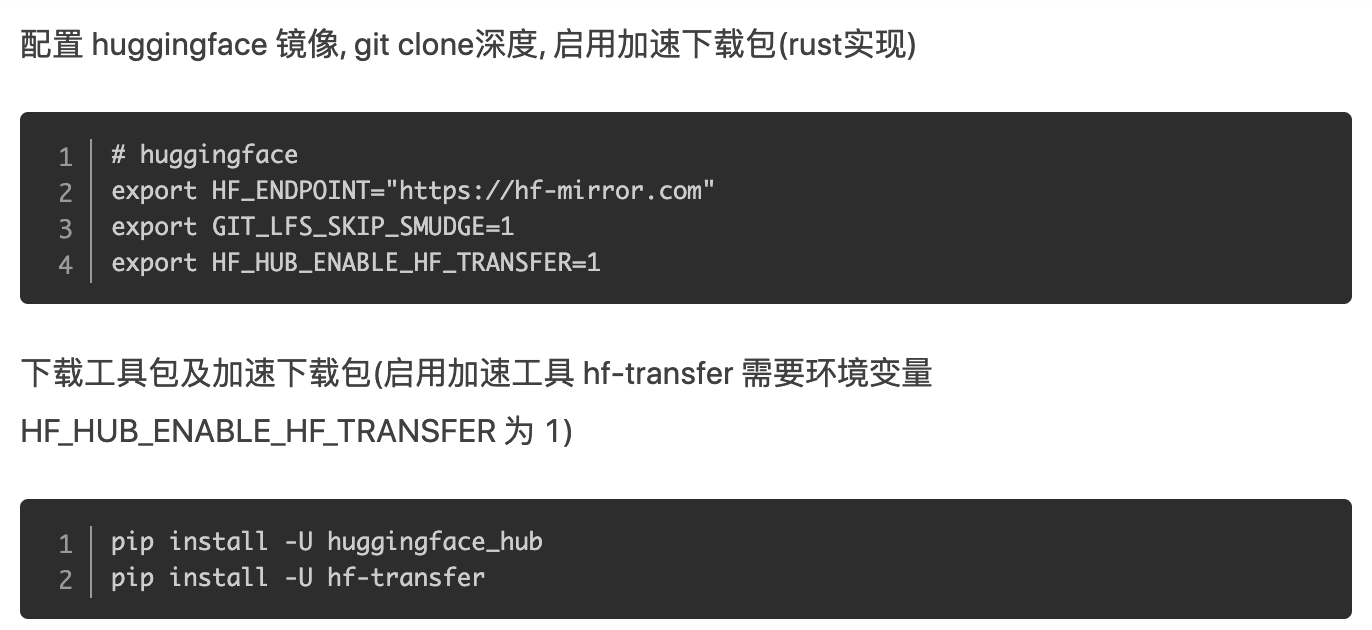 配置 huggingface 镜像, git clone深度, 启用加速下载包(rust实现)
1 # huggingface
2 export HF_ENDPOINT="https://hf-mirror.com"
3 export GIT_LFS_SKIP_SMUDGE=1
4 export HF_HUB_ENABLE_HF_TRANSFER=1
下载工具包及加速下载包(启用加速工具 hf-transfer 需要环境变量
HF_HUB_ENABLE_HF_TRANSFER 为 1)
1 pip install -U huggingface_hub
2 pip install -U hf-transfer